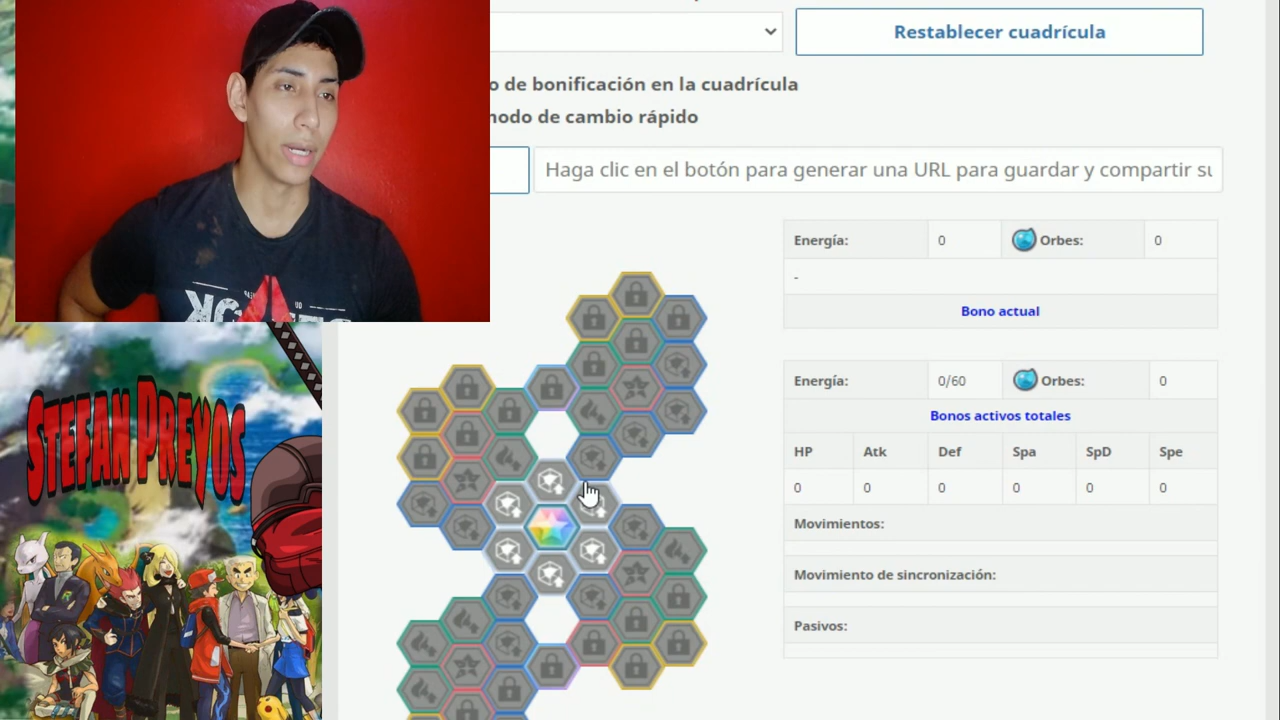 Restablecer cuadrícula
o de bonificación en la cuadrícula
modo de cambio rápido
Haga clic en el botón para generar una URL para guardar y compartir su
Energía: 0 Orbes: 0
-
Bono actual
Energía: 0/60 Orbes: 0
Bonos activos totales
HP Atk Def Spa SpD Spe
0 0 0 0 0 0
Movimientos:
Movimiento de sincronización:
Pasivos:
STEFAN PREYOS